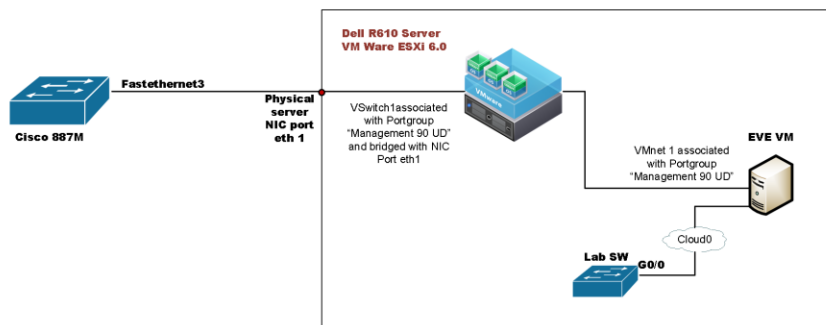 Dell R610 Server
VM Ware ESXi 6.0
Fastethernet3
Cisco 887M
Physical
server
NIC port
eth 1
VSwitch1associated
with Portgroup
“Management 90 UD”
and bridged with NIC
Port eth1
VMware
VMnet 1 associated
with Portgroup
“Management 90 UD”
EVE VM
Cloud0
Lab SW
G0/0